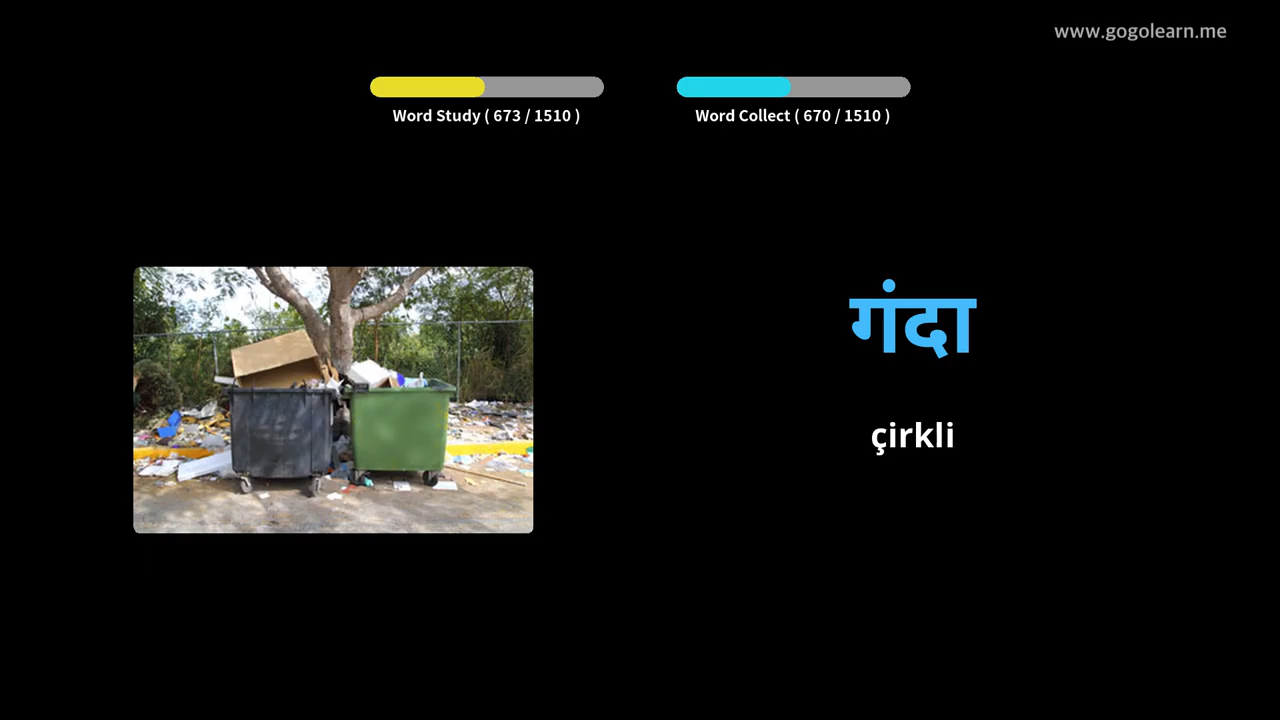 www.gogolearn.me
Word Study ( 673 / 1510 )
Word Collect ( 670 / 1510 )
गंदा
çirkli